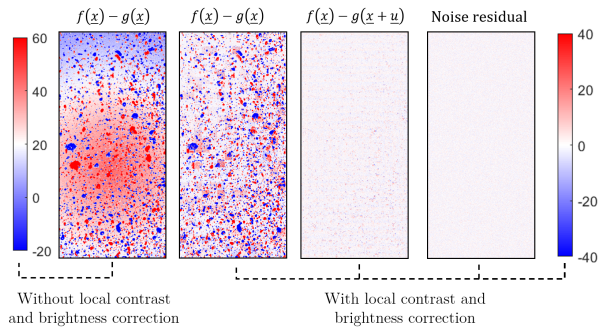 f(x) − g(x)
f(x) − g(x)
f(x) − g(x + u)
Noise residual
60
40
20
0
-20
40
20
0
-20
-40
Without local contrast
and brightness correction
With local contrast and
brightness correction